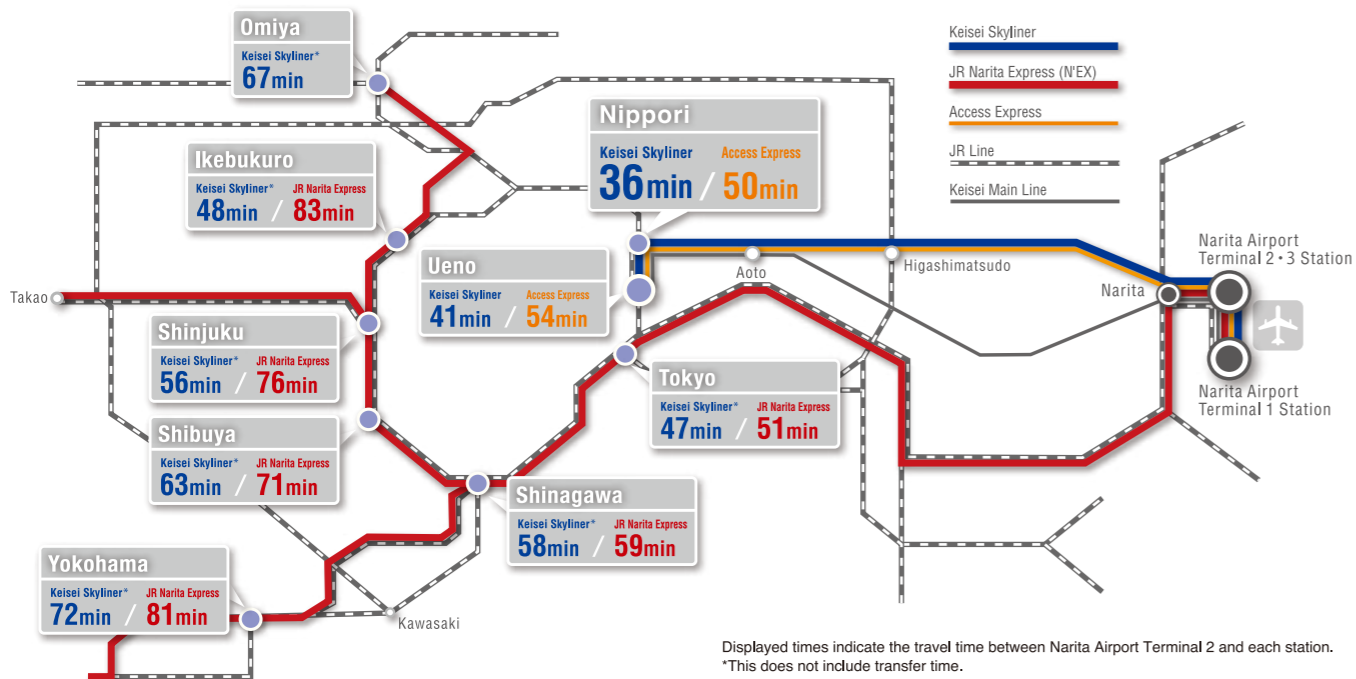 Omiya
Keisei Skyliner*
67min
Ikebukuro
Keisei Skyliner* JR Narita Express
48min / 83min
Nippori
Keisei Skyliner Access Express
36min / 50min
Keisei Skyliner
JR Narita Express (N'EX)
Access Express
JR Line
Keisei Main Line
Ueno
Keisei Skyliner Access Express
41min / 54min
Aoto
Higashimatsudo
Narita
Narita Airport
Terminal 2・3 Station
Narita Airport
Terminal 1 Station
Takao
Shinjuku
Keisei Skyliner* JR Narita Express
56min / 76min
Tokyo
Keisei Skyliner* JR Narita Express
47min / 51min
Shibuya
Keisei Skyliner* JR Narita Express
63min / 71min
Shinagawa
Keisei Skyliner* JR Narita Express
58min / 59min
Yokohama
Keisei Skyliner* JR Narita Express
72min / 81min
Kawasaki
Displayed times indicate the travel time between Narita Airport Terminal 2 and each station.
*This does not include transfer time.